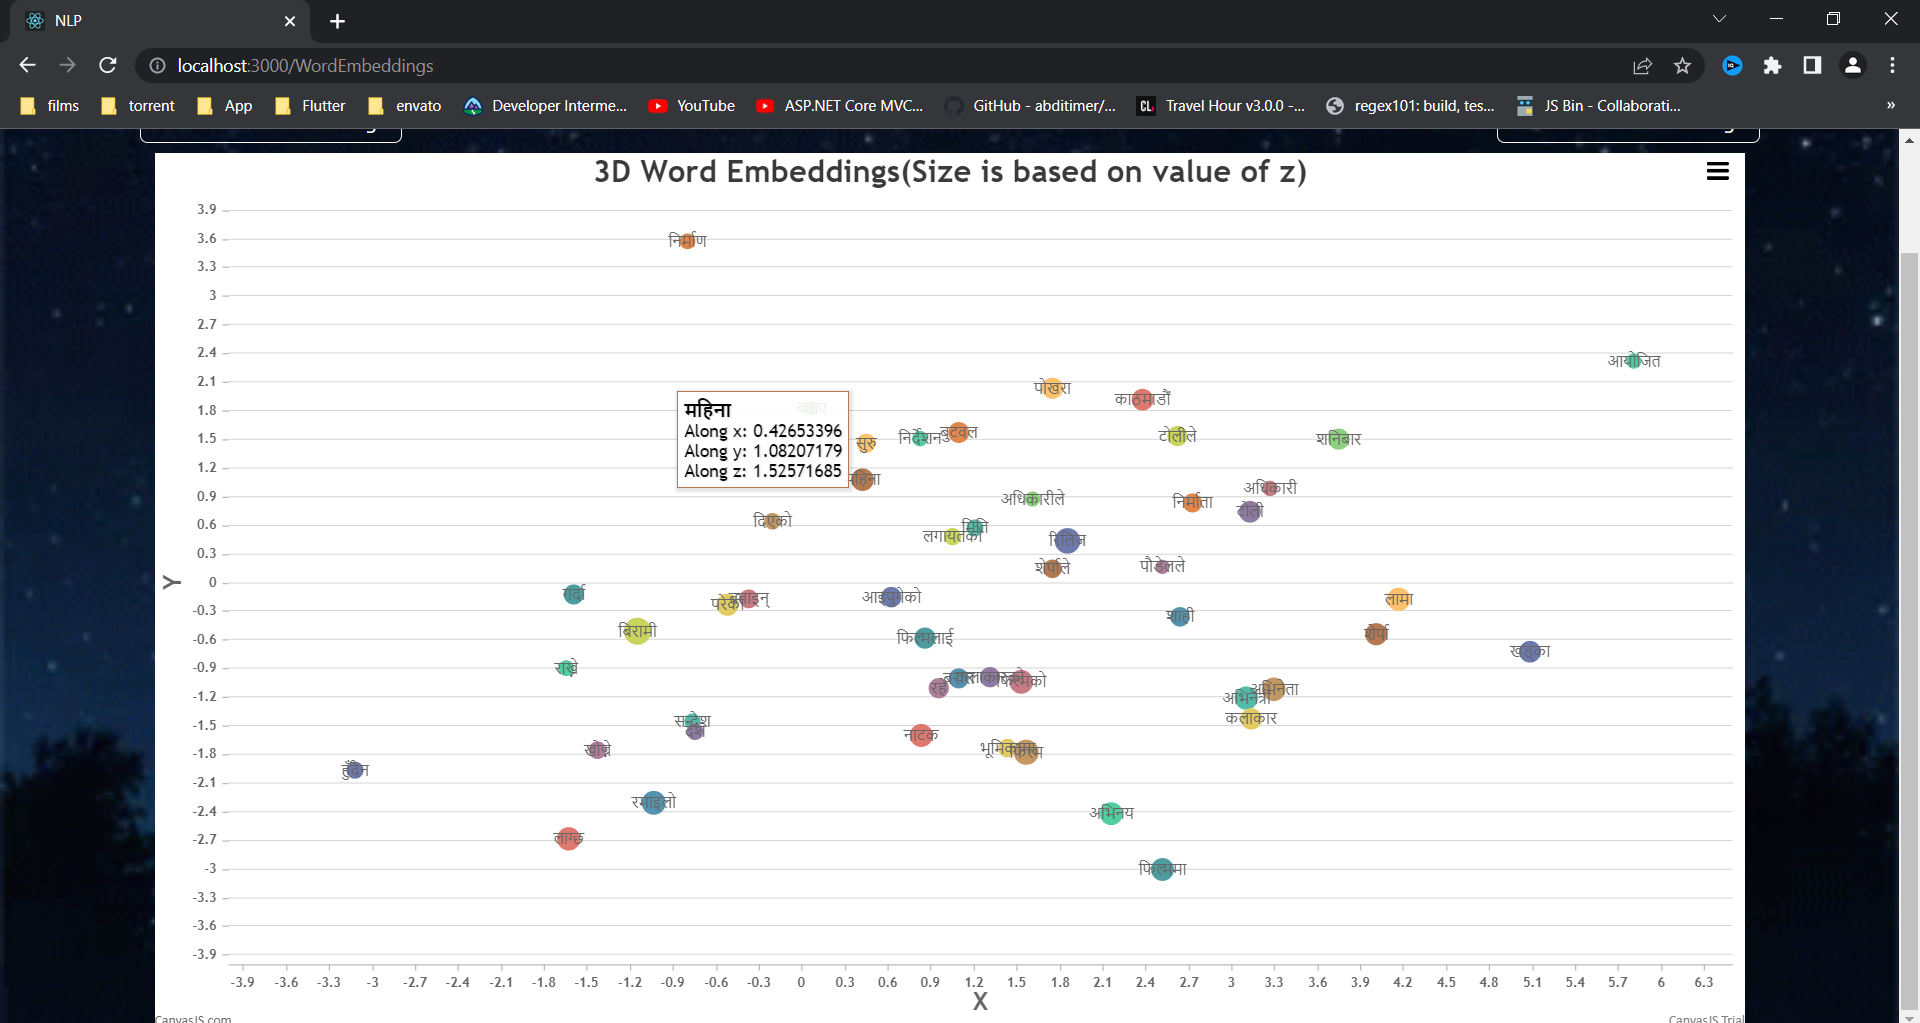 NLP
localhost:3000/WordEmbeddings
films torrent App Flutter envato Developer Interme... YouTube ASP.NET Core MVC... GitHub - abditimer/... Travel Hour v3.0.0 -... regex101: build, tes... JS Bin - Collaborati... »
3D Word Embeddings(Size is based on value of z)
3.9
3.6
3.3
3
2.7
2.4
2.1
1.8
1.5
1.2
0.9
0.6
0.3
0
-0.3
-0.6
-0.9
-1.2
-1.5
-1.8
-2.1
-2.4
-2.7
-3
-3.3
-3.6
-3.9
Y
निर्माण
आयोजित
पोखरा
काठमाडौं
महिना
Along x: 0.42653396
Along y: 1.08207179
Along z: 1.52571685
सुरु
निर्देशन
बुटवल
टोलीले
शनिबार
महिना
अधिकारीले
निर्माता
अधिकारी
टोली
दिएको
लगायतका
मिति
रिलिज
शेर्पाले
पौडेलले
गर्दा
परेको
आइपुगेको
लामा
बिरामी
फिल्मलाई
शाही
शेर्पा
खड्का
राख्ने
फिल्मको
अभिनेता
अभिनेत्री
कलाकार
सन्देश
देश
नाटक
खोज्ने
फिल्म
हुँदैन
रमाइलो
अभिनय
लाग्छ
फिल्ममा
-3.9 -3.6 -3.3 -3 -2.7 -2.4 -2.1 -1.8 -1.5 -1.2 -0.9 -0.6 -0.3 0 0.3 0.6 0.9 1.2 1.5 1.8 2.1 2.4 2.7 3 3.3 3.6 3.9 4.2 4.5 4.8 5.1 5.4 5.7 6 6.3
X
CanvasJS.com
CanvasJS Trial